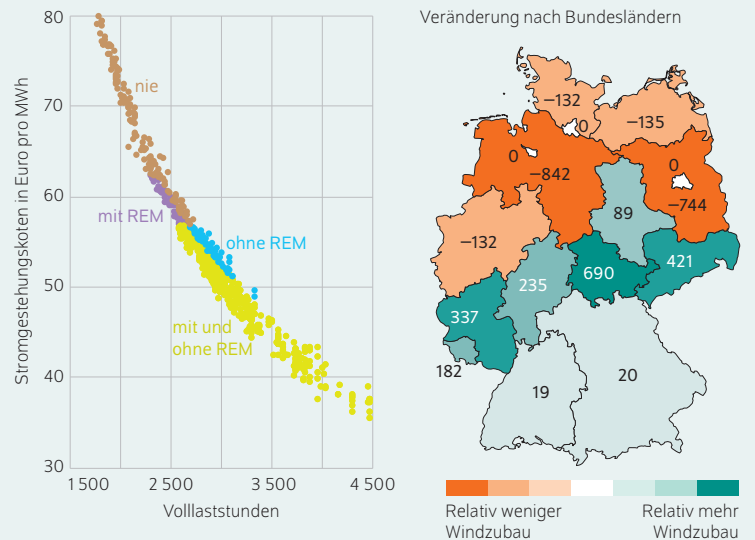 Stromgestehungskoten in Euro pro MWh
80
70
60
50
40
30
nie
mit REM
ohne REM
mit und
ohne REM
1 500
2 500
3 500
4 500
Volllaststunden
Veränderung nach Bundesländern
–132
0
–135
0
–842
0
–744
89
–132
235
690
421
337
182
19
20
Relativ weniger
Windzubau
Relativ mehr
Windzubau